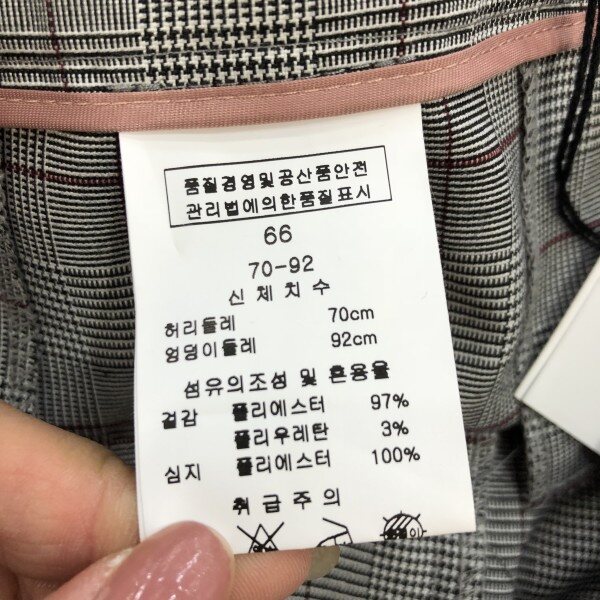 품질경영및공산품안전
관리법에의한품질표시
66
70-92
신체치수
허리둘레 70cm
엉덩이둘레 92cm
섬유의조성 및 혼용율
겉감 폴리에스터 97%
폴리우레탄 3%
심지 폴리에스터 100%
취급주의